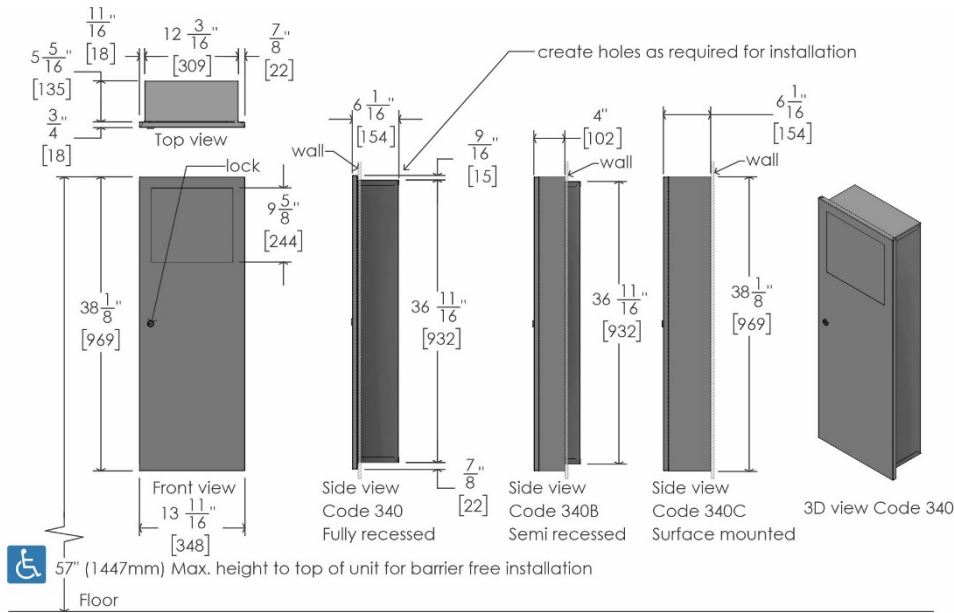 11/16" [18]
12 3/16" [309]
7/8" [22]
5 5/16" [135]
3/4" [18]
Top view
create holes as required for installation
6 1/16" [154]
wall
9/16" [15]
4" [102]
wall
6 1/16" [154]
wall
lock
9 5/8" [244]
38 1/8" [969]
36 11/16" [932]
36 11/16" [932]
38 1/8" [969]
7/8" [22]
Front view
13 11/16" [348]
Side view
Code 340
Fully recessed
Side view
Code 340B
Semi recessed
Side view
Code 340C
Surface mounted
3D view Code 340
57" (1447mm) Max. height to top of unit for barrier free installation
Floor